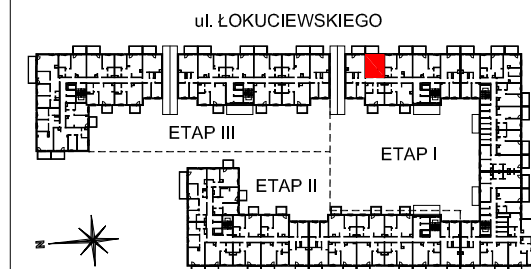 ul. ŁOKUCIEWSKIEGO
ETAP III
ETAP I
ETAP II
N